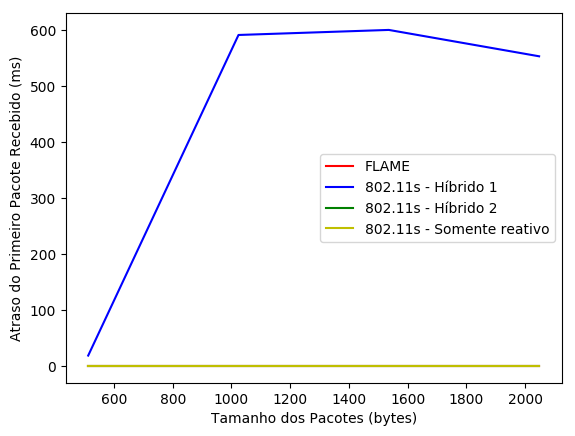 600
500
400
300
200
100
0
Atraso do Primeiro Pacote Recebido (ms)
FLAME
802.11s - Híbrido 1
802.11s - Híbrido 2
802.11s - Somente reativo
600 800 1000 1200 1400 1600 1800 2000
Tamanho dos Pacotes (bytes)